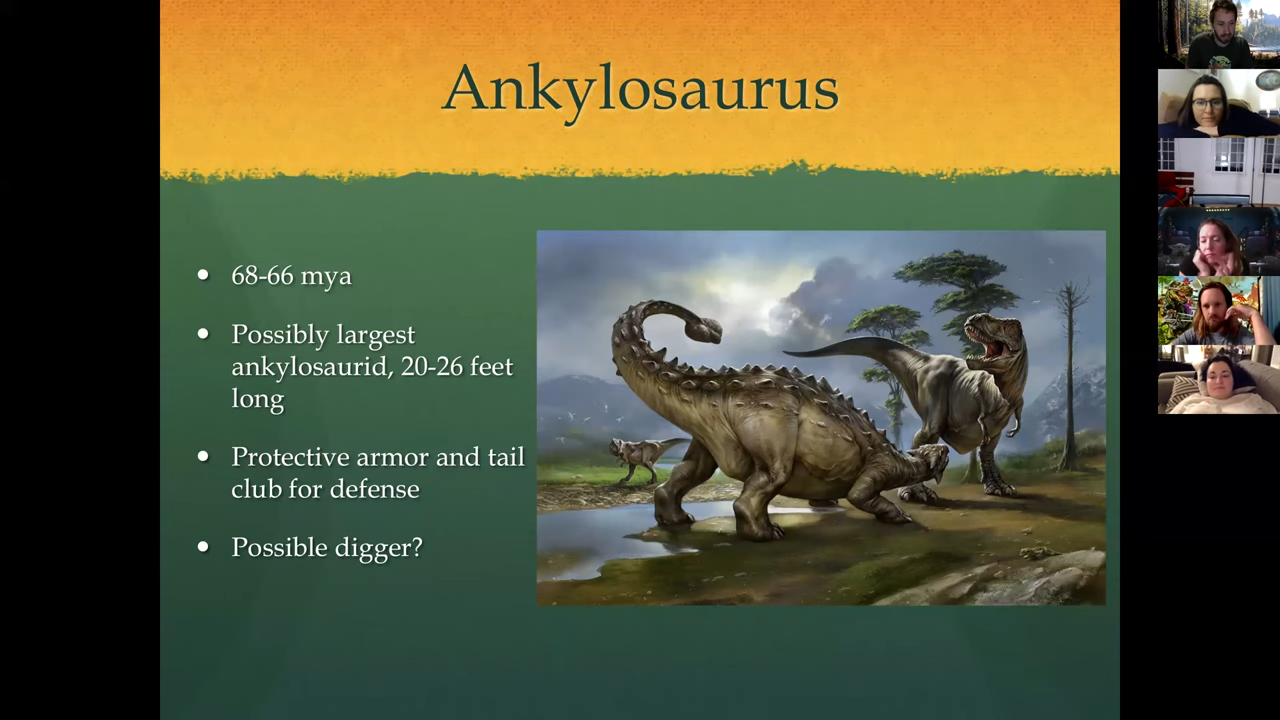 Ankylosaurus
• 68-66 mya
• Possibly largest
ankylosaurid, 20-26 feet
long
• Protective armor and tail
club for defense
• Possible digger?